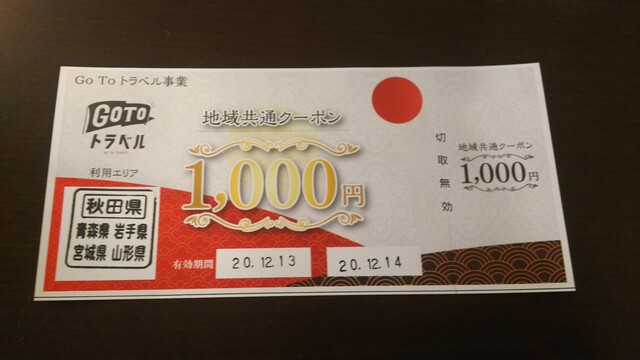 Go To トラベル事業
GOTO
トラベル
利用エリア
秋田県
青森県 岩手県
宮城県 山形県
地域共通クーポン
1,000円
有効期間
20.12.13
20.12.14
切取無効
地域共通クーポン
1,000円